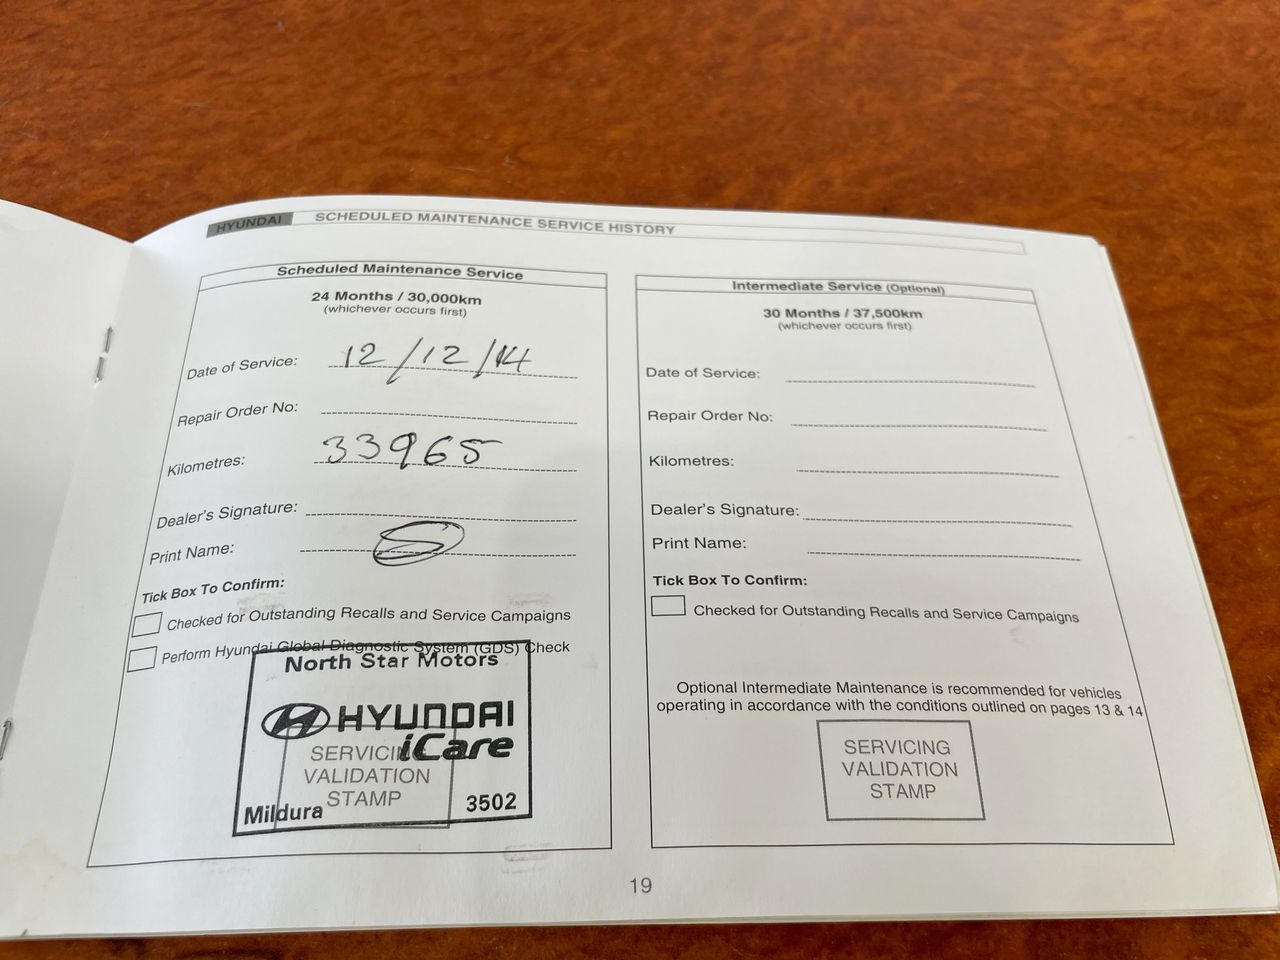 HYUNDAI SCHEDULED MAINTENANCE SERVICE HISTORY
Scheduled Maintenance Service
24 Months / 30,000km
(whichever occurs first)
Date of Service: 12/12/14
Repair Order No:
Kilometres: 33965
Dealer's Signature:
Print Name: S
Tick Box To Confirm:
Checked for Outstanding Recalls and Service Campaigns
Perform Hyundai Global Diagnostic System (GDS) Check
North Star Motors
HYUNDAI
iCare
SERVICING
VALIDATION
STAMP
Mildura 3502
Intermediate Service (Optional)
30 Months / 37,500km
(whichever occurs first)
Date of Service:
Repair Order No:
Kilometres:
Dealer's Signature:
Print Name:
Tick Box To Confirm:
Checked for Outstanding Recalls and Service Campaigns
Optional Intermediate Maintenance is recommended for vehicles
operating in accordance with the conditions outlined on pages 13 & 14
SERVICING
VALIDATION
STAMP
19